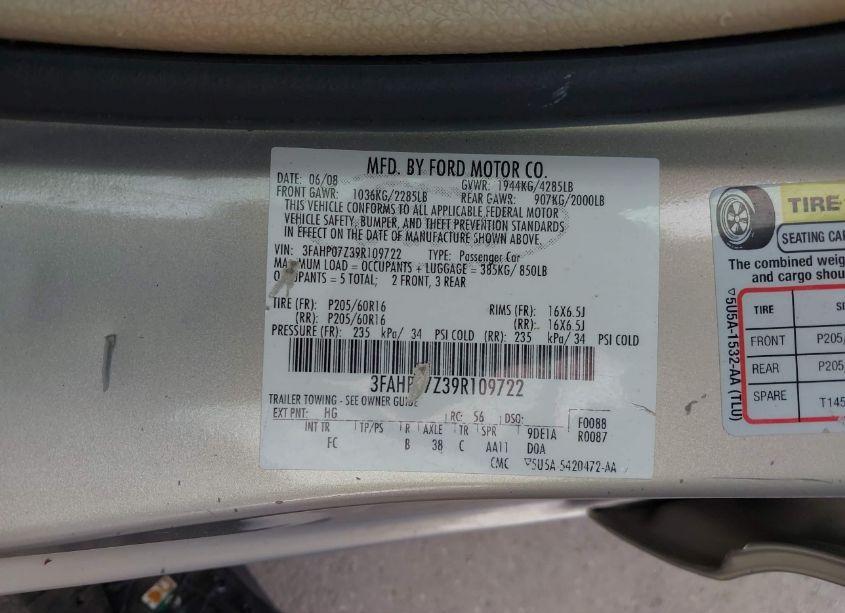 MFD. BY FORD MOTOR CO.
DATE: 06/08 GVWR: 1944KG/4285LB
FRONT GAWR: 1036KG/2285LB REAR GAWR: 907KG/2000LB
THIS VEHICLE CONFORMS TO ALL APPLICABLE FEDERAL MOTOR
VEHICLE SAFETY, BUMPER, AND THEFT PREVENTION STANDARDS
IN EFFECT ON THE DATE OF MANUFACTURE SHOWN ABOVE.
VIN: 3FAHP07Z39R109722 TYPE: Passenger Car
MAXIMUM LOAD = OCCUPANTS + LUGGAGE = 385KG/ 850LB
OCCUPANTS = 5 TOTAL; 2 FRONT, 3 REAR
TIRE (FR): P205/60R16 RIMS (FR): 16X6.5J
(RR): P205/60R16 (RR): 16X6.5J
PRESSURE (FR): 235 kPa/ 34 PSI COLD (RR): 235 kPa/ 34 PSI COLD
3FAHP07Z39R109722
TRAILER TOWING - SEE OWNER GUIDE
EXT PNT: HG RC: 56 DSO: F0088
INT TR TP/PS R AXLE TR SPR 9DE1A R0087
FC B 38 C AA11 DOA
CMC ▽5U5A 5420472-AA
TIRE
SEATING CA
The combined weig
and cargo shou
TIRE SI
FRONT P205/
REAR P205
SPARE T145
▽5U5A-1532-AA (TLU)